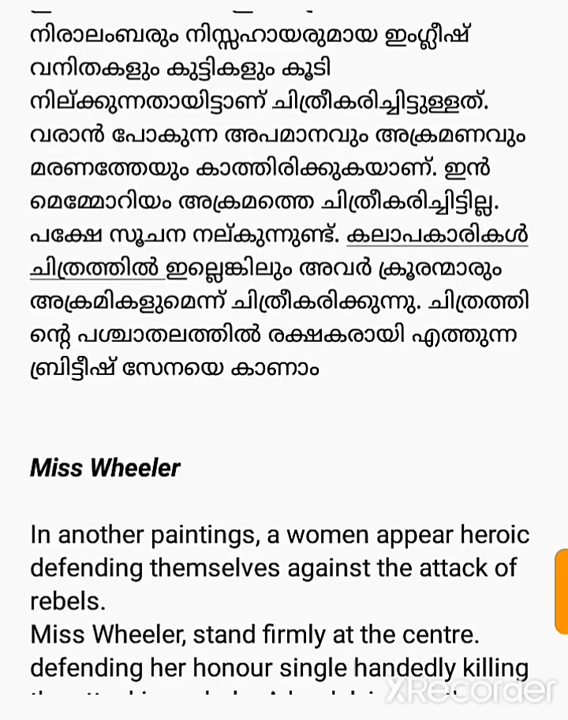 നിരാലംബരും നിസ്സഹായരുമായ ഇംഗ്ലീഷ്
വനിതകളും കുട്ടികളും കൂടി
നില്ക്കുന്നതായിട്ടാണ് ചിത്രീകരിച്ചിട്ടുള്ളത്.
വരാൻ പോകുന്ന അപമാനവും അക്രമണവും
മരണത്തേയും കാത്തിരിക്കുകയാണ്. ഇൻ
മെമ്മോറിയം അക്രമത്തെ ചിത്രീകരിച്ചിട്ടില്ല.
പക്ഷേ സൂചന നല്കുന്നുണ്ട്. കലാപകാരികൾ
ചിത്രത്തിൽ ഇല്ലെങ്കിലും അവർ ക്രൂരന്മാരും
അക്രമികളുമെന്ന് ചിത്രീകരിക്കുന്നു. ചിത്രത്തി
ന്റെ പശ്ചാതലത്തിൽ രക്ഷകരായി എത്തുന്ന
ബ്രിട്ടീഷ് സേനയെ കാണാം
Miss Wheeler
In another paintings, a women appear heroic
defending themselves against the attack of
rebels.
Miss Wheeler, stand firmly at the centre.
defending her honour single handedly killing
XRecorder